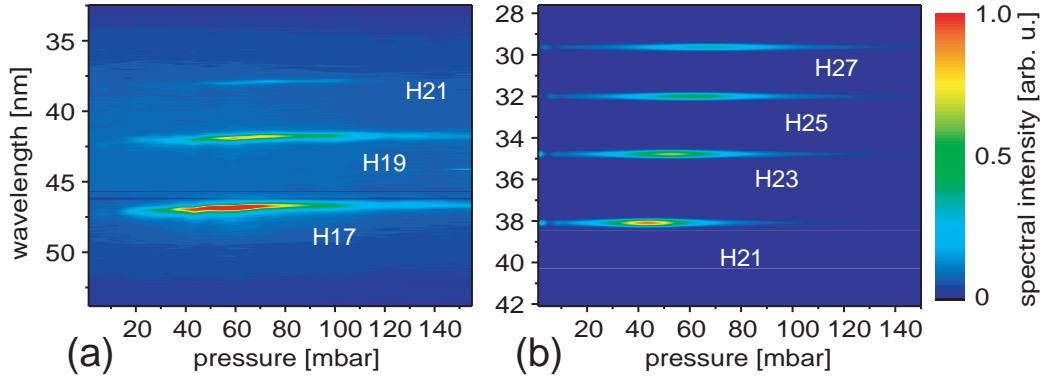 wavelength [nm]
35
40
45
50
H21
H19
H17
20 40 60 80 100 120 140
(a)
pressure [mbar]
28
30
32
34
36
38
40
42
H27
H25
H23
H21
20 40 60 80 100 120 140
(b)
pressure [mbar]
1.0
0.5
0
spectral intensity [arb. u.]